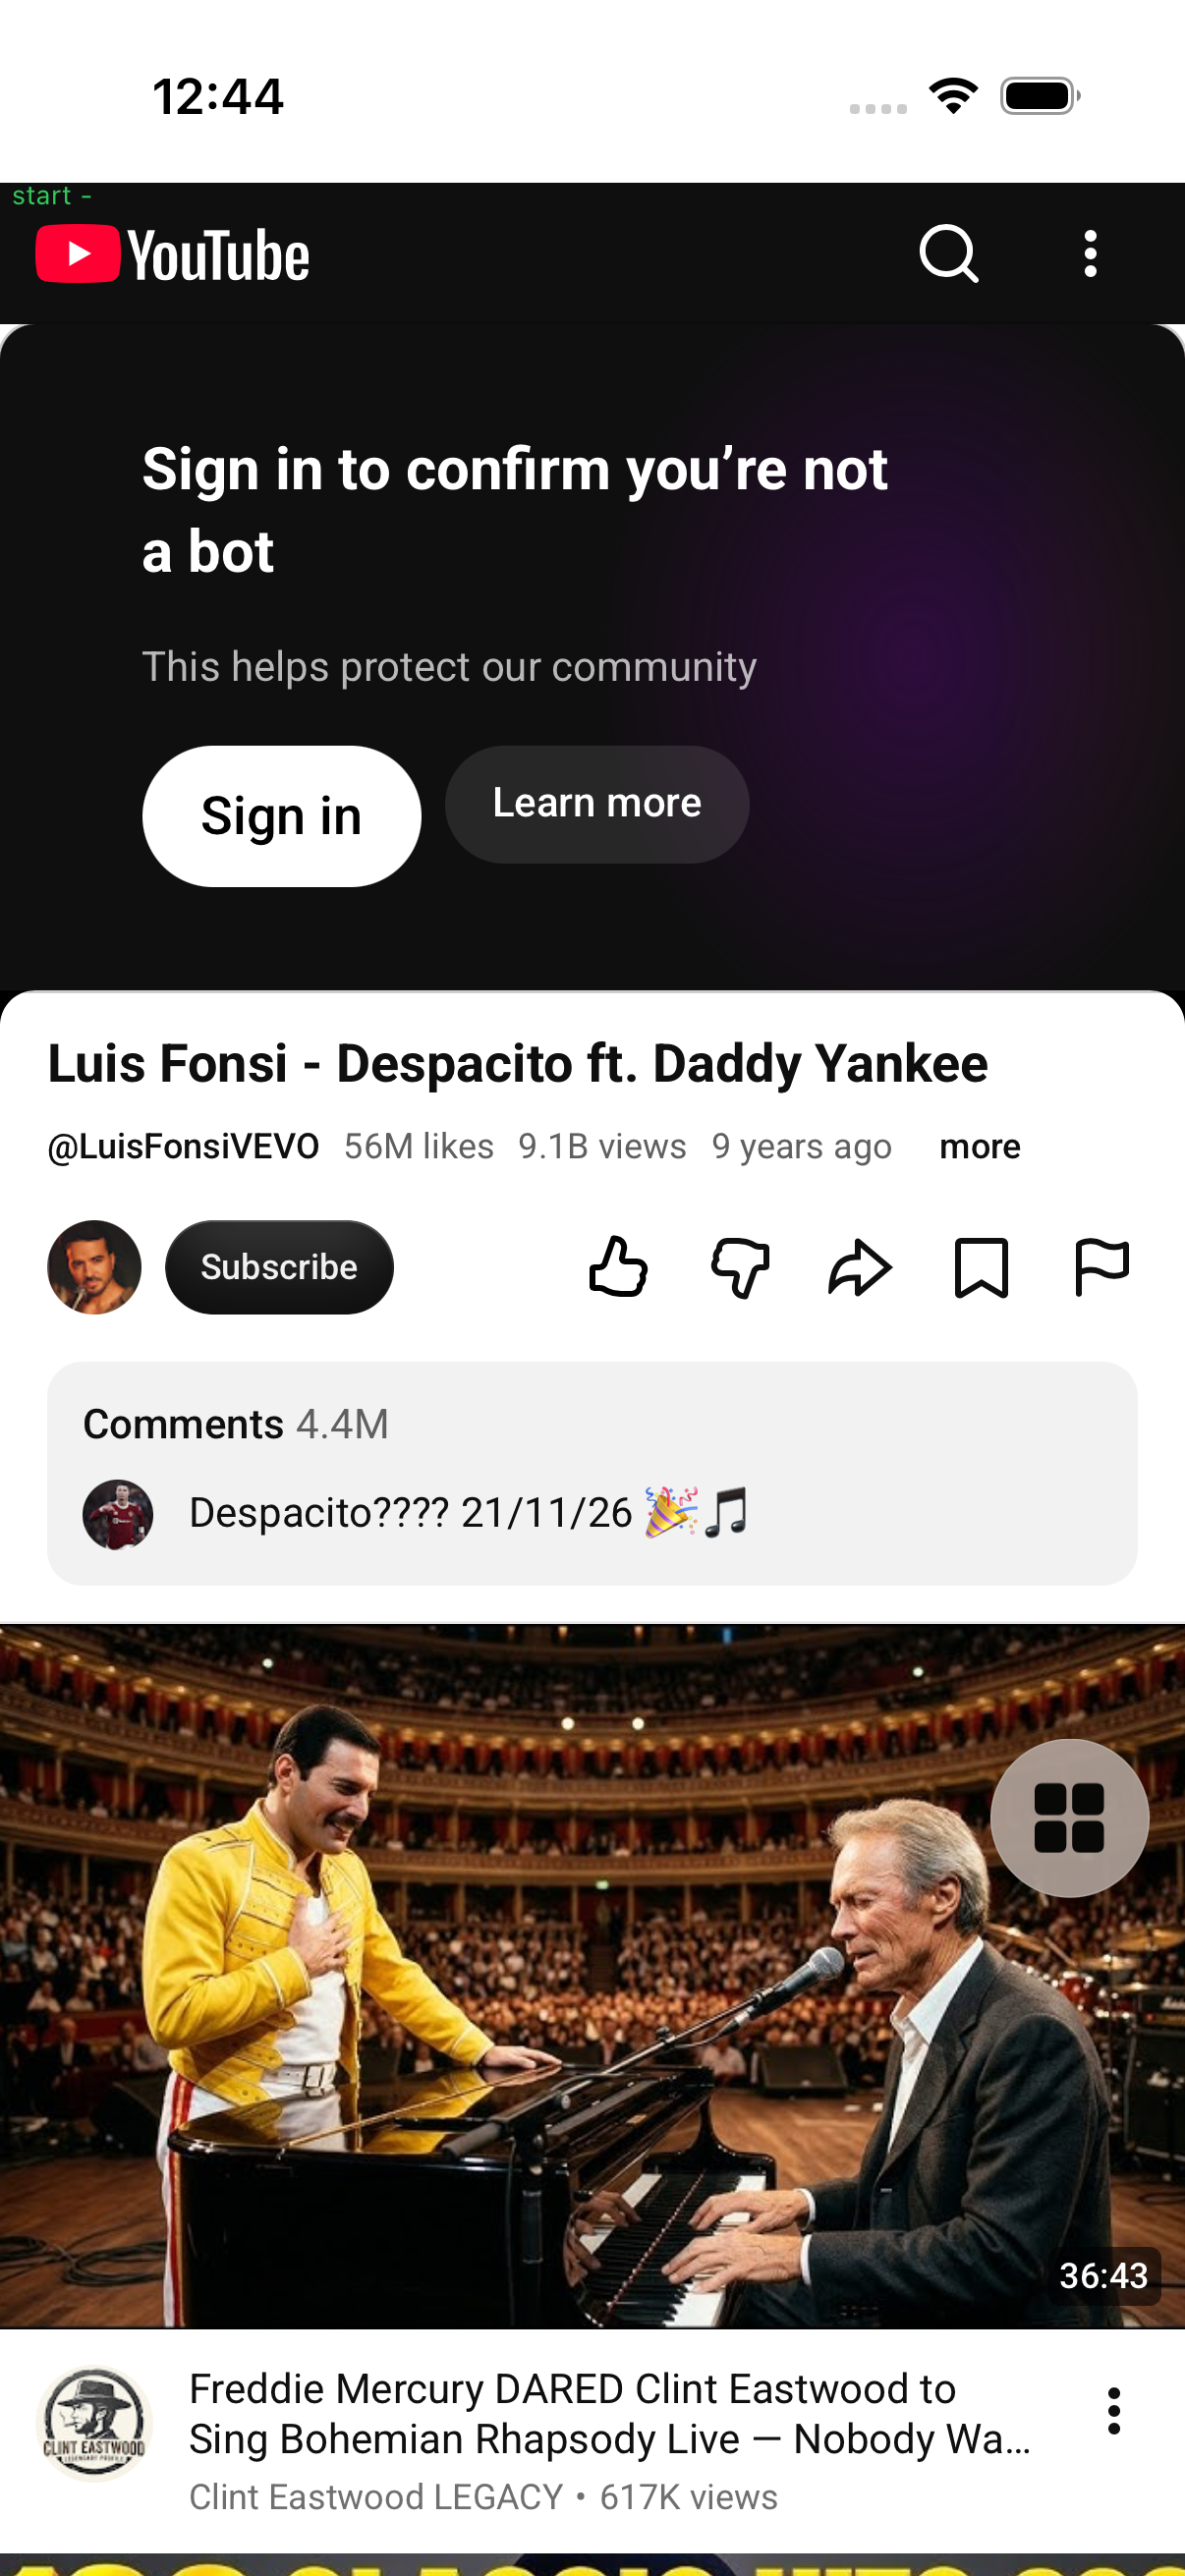 12:44
start -
YouTube
Sign in to confirm you’re not
a bot
This helps protect our community
Sign in
Learn more
Luis Fonsi - Despacito ft. Daddy Yankee
@LuisFonsiVEVO 56M likes 9.1B views 9 years ago more
Subscribe
Comments 4.4M
Despacito???? 21/11/26 🎉🎵
36:43
CLINT EASTWOOD
Freddie Mercury DARED Clint Eastwood to
Sing Bohemian Rhapsody Live — Nobody Wa...
Clint Eastwood LEGACY • 617K views